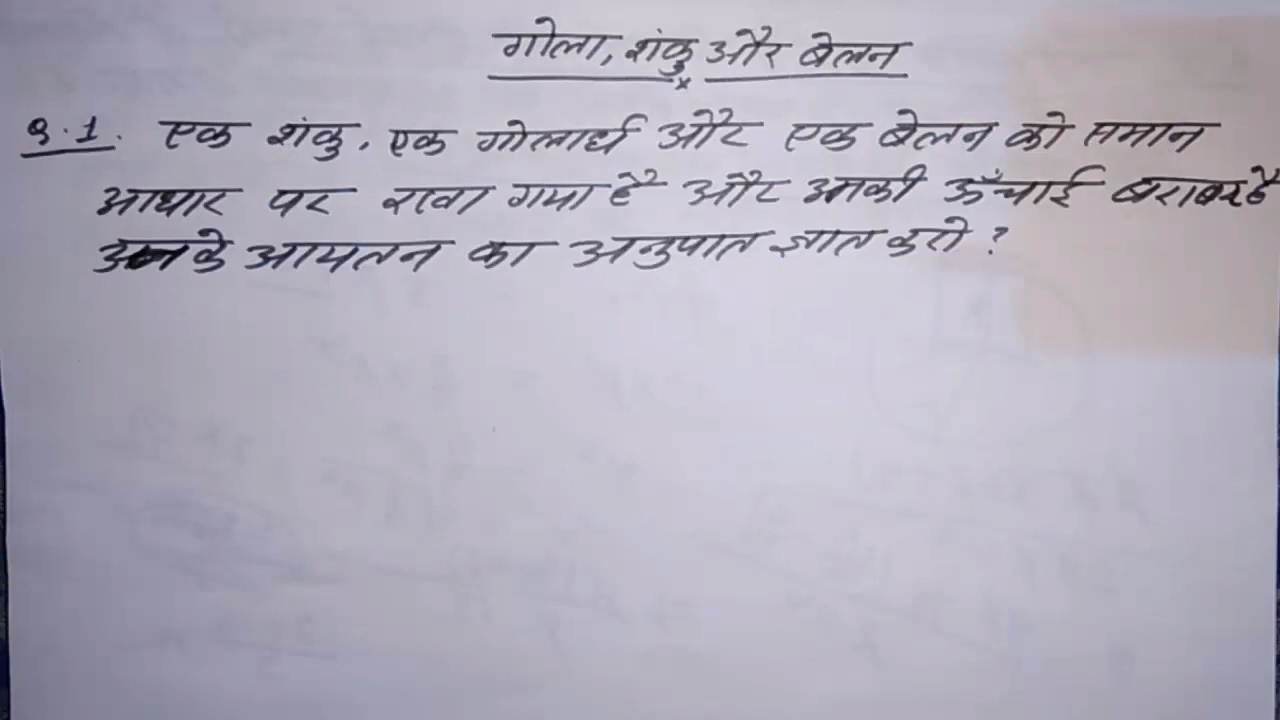 गोला, शंकु और बेलन
Q.1. एक शंकु, एक गोलार्ध और एक बेलन को समान
आधार पर रखा गया है और ऊँचाई बराबर है
उनके आयतन का अनुपात ज्ञात करो ?